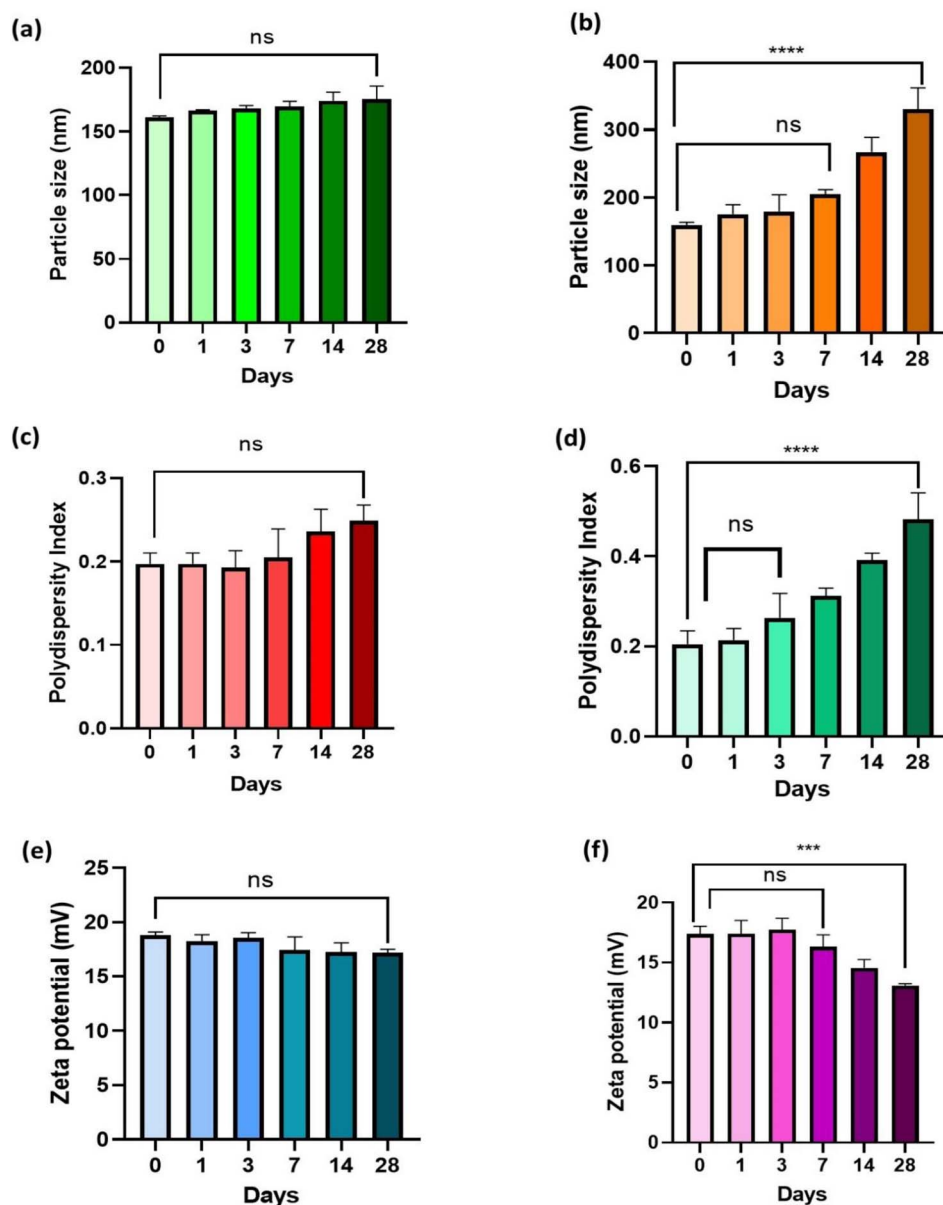 (a)
ns
Particle size (nm)
200
150
100
50
0
0 1 3 7 14 28
Days
(b)
****
ns
Particle size (nm)
400
300
200
100
0
0 1 3 7 14 28
Days
(c)
ns
Polydispersity Index
0.3
0.2
0.1
0.0
0 1 3 7 14 28
Days
(d)
****
ns
Polydispersity Index
0.6
0.4
0.2
0.0
0 1 3 7 14 28
Days
(e)
ns
Zeta potential (mV)
25
20
15
10
5
0
0 1 3 7 14 28
Days
(f)
***
ns
Zeta potential (mV)
20
15
10
5
0
0 1 3 7 14 28
Days